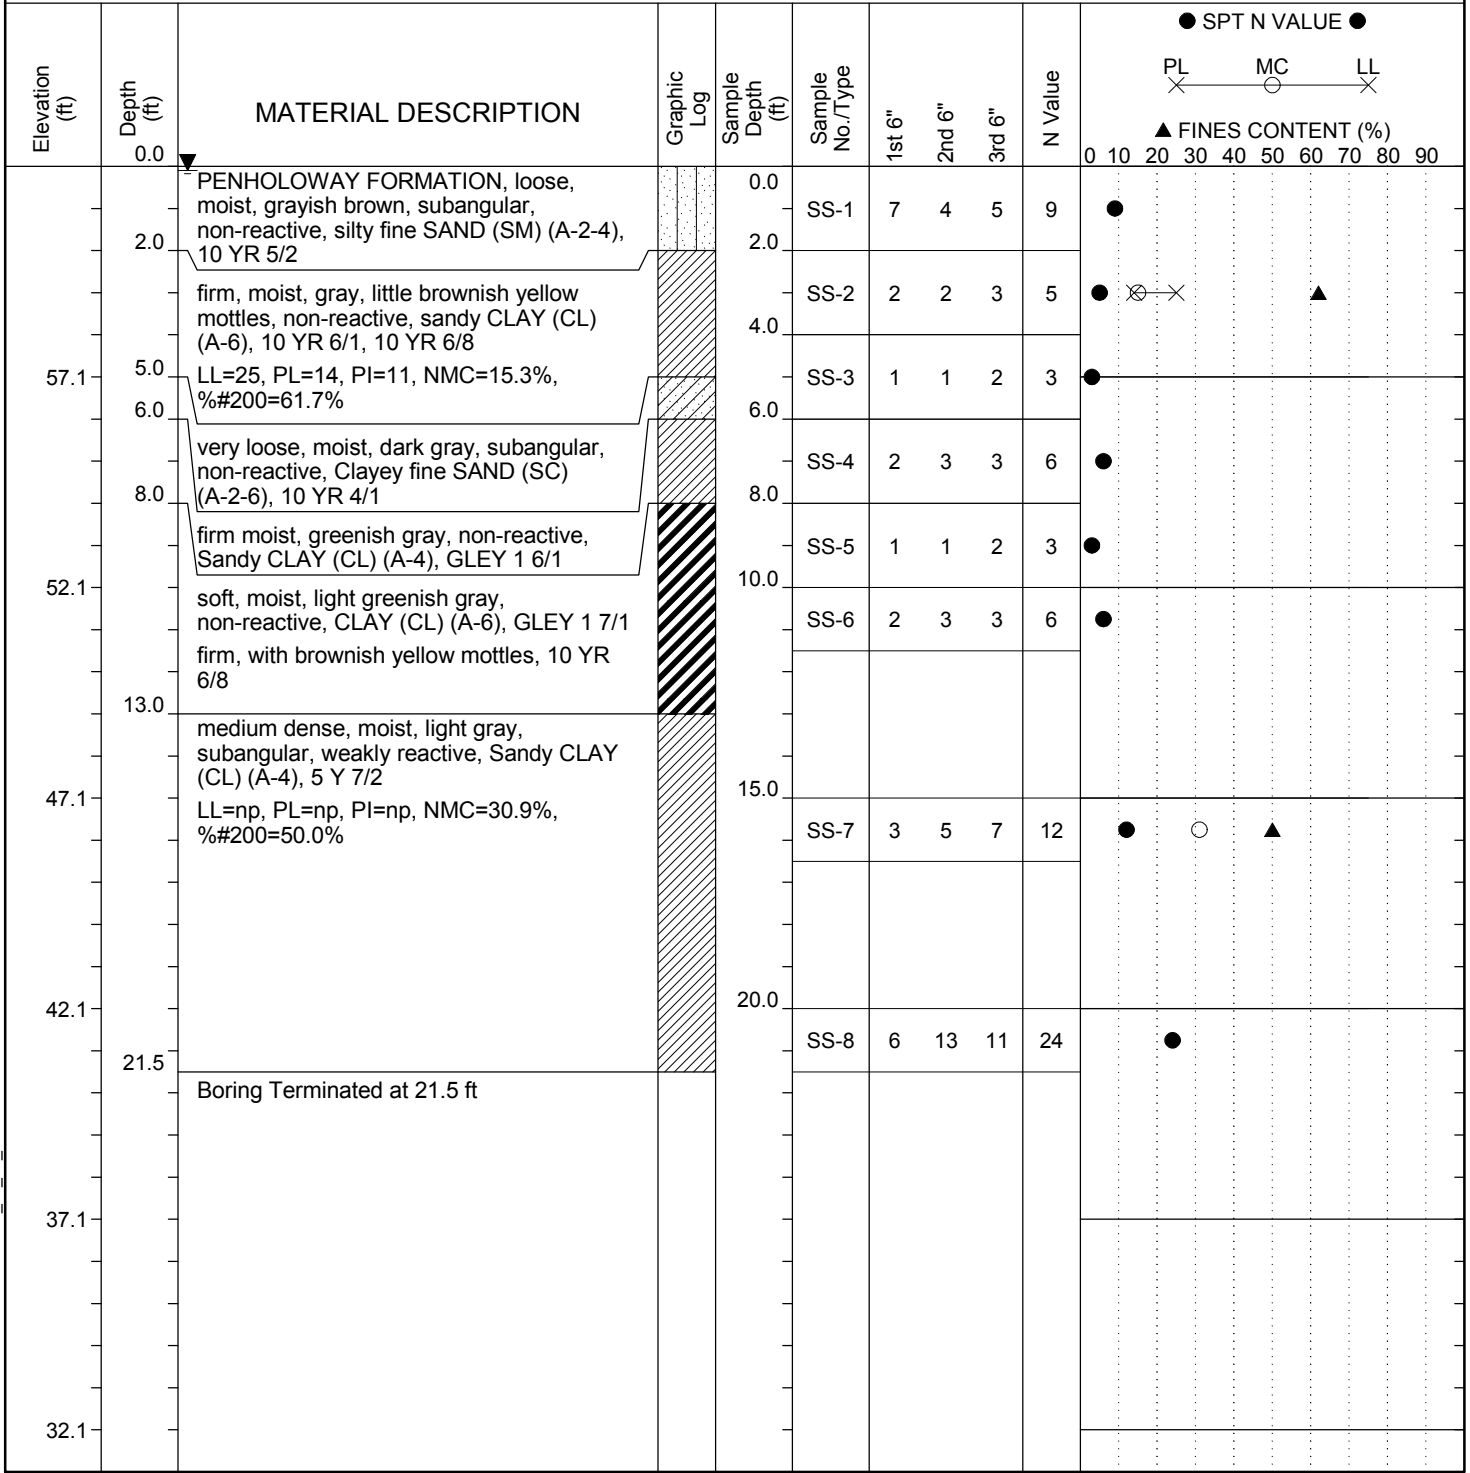 Elevation (ft)
Depth (ft)
0.0
MATERIAL DESCRIPTION
Graphic Log
Sample Depth (ft)
Sample No./Type
1st 6"
2nd 6"
3rd 6"
N Value
● SPT N VALUE ●
PL MC LL
▲ FINES CONTENT (%)
0 10 20 30 40 50 60 70 80 90
PENHOLOWAY FORMATION, loose,
moist, grayish brown, subangular,
non-reactive, silty fine SAND (SM) (A-2-4),
10 YR 5/2
0.0
SS-1 7 4 5 9
2.0
2.0
firm, moist, gray, little brownish yellow
mottles, non-reactive, sandy CLAY (CL)
(A-6), 10 YR 6/1, 10 YR 6/8
SS-2 2 2 3 5
4.0
57.1
5.0
LL=25, PL=14, PI=11, NMC=15.3%,
%#200=61.7%
SS-3 1 1 2 3
6.0
6.0
very loose, moist, dark gray, subangular,
non-reactive, Clayey fine SAND (SC)
(A-2-6), 10 YR 4/1
SS-4 2 3 3 6
8.0
8.0
firm moist, greenish gray, non-reactive,
Sandy CLAY (CL) (A-4), GLEY 1 6/1
SS-5 1 1 2 3
52.1
10.0
soft, moist, light greenish gray,
non-reactive, CLAY (CL) (A-6), GLEY 1 7/1
SS-6 2 3 3 6
firm, with brownish yellow mottles, 10 YR
6/8
13.0
medium dense, moist, light gray,
subangular, weakly reactive, Sandy CLAY
(CL) (A-4), 5 Y 7/2
47.1
15.0
LL=np, PL=np, PI=np, NMC=30.9%,
%#200=50.0%
SS-7 3 5 7 12
42.1
20.0
SS-8 6 13 11 24
21.5
Boring Terminated at 21.5 ft
37.1
32.1